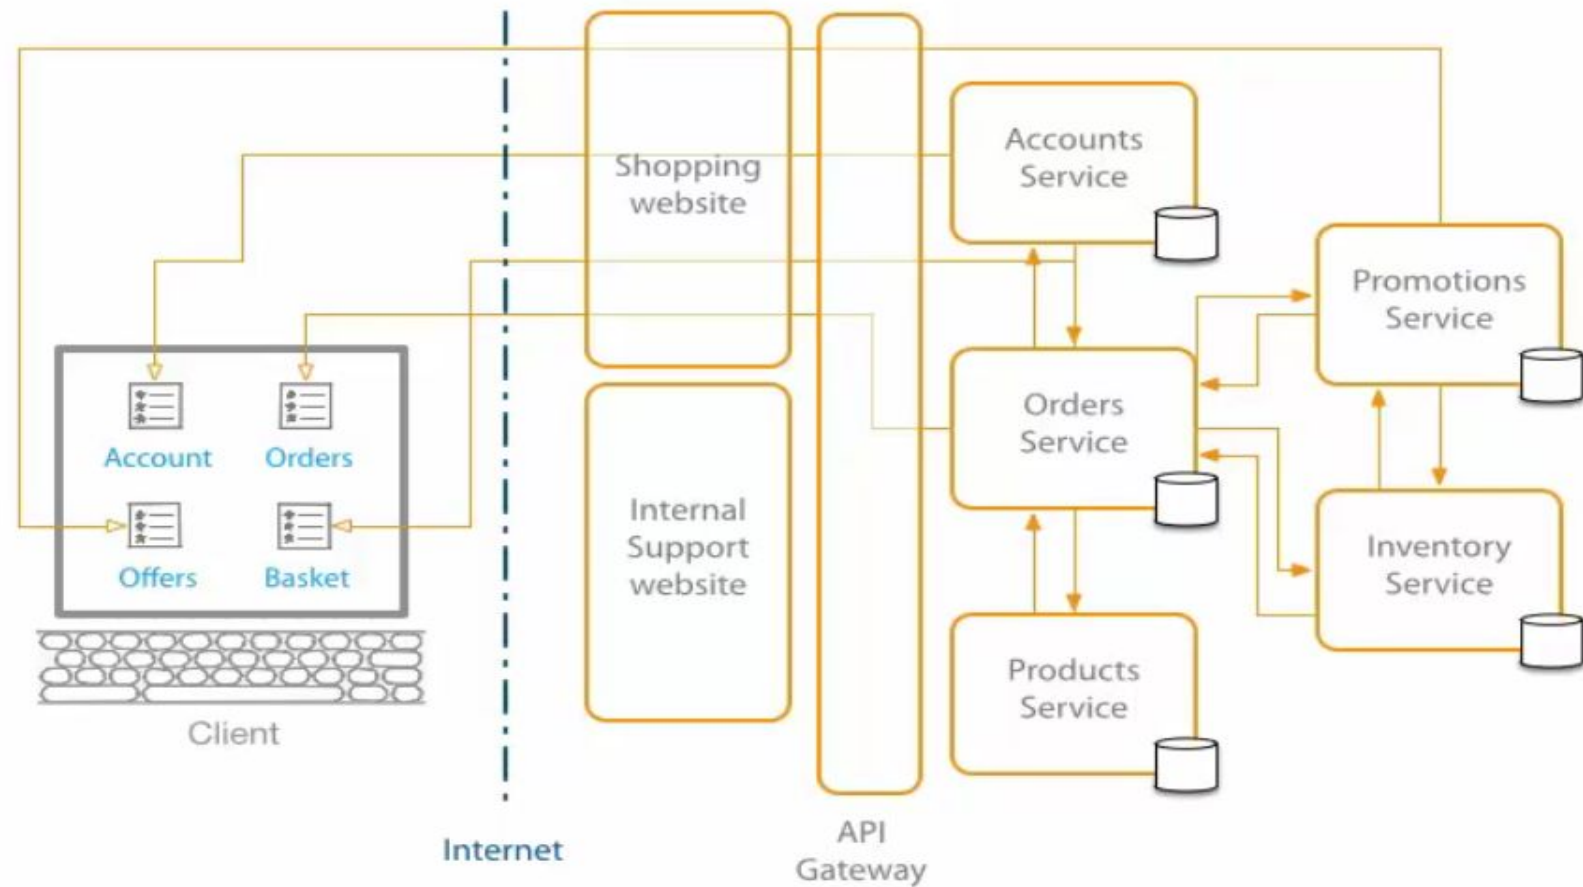 Shopping
website
Accounts
Service
Promotions
Service
Account
Orders
Orders
Service
Offers
Basket
Internal
Support
website
Inventory
Service
Products
Service
Client
Internet
API
Gateway